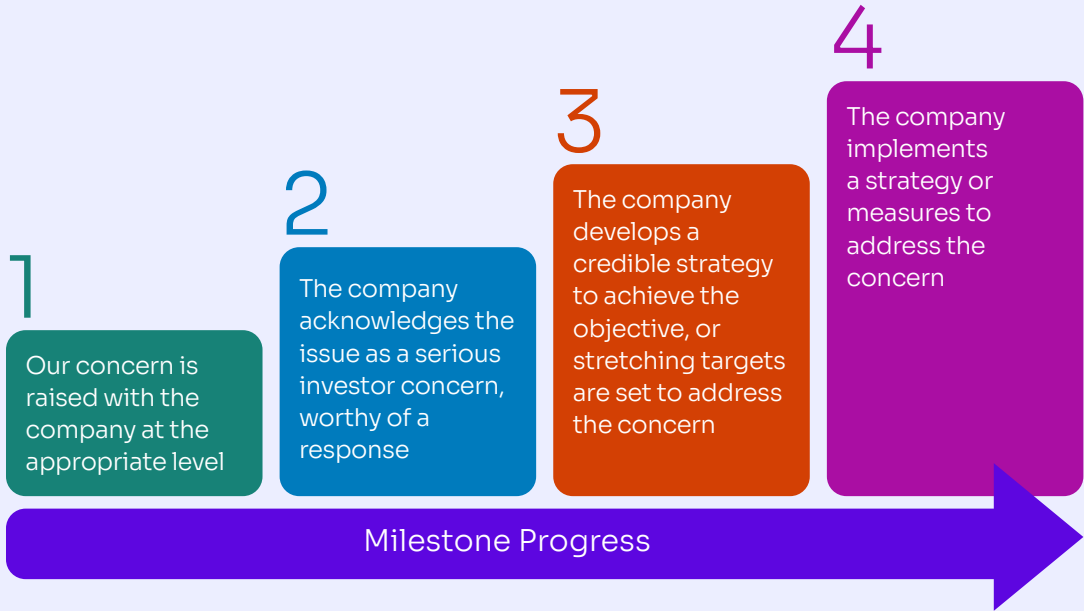 1
Our concern is
raised with the
company at the
appropriate level
2
The company
acknowledges the
issue as a serious
investor concern,
worthy of a
response
3
The company
develops a
credible strategy
to achieve the
objective, or
stretching targets
are set to address
the concern
4
The company
implements
a strategy or
measures to
address the
concern
Milestone Progress